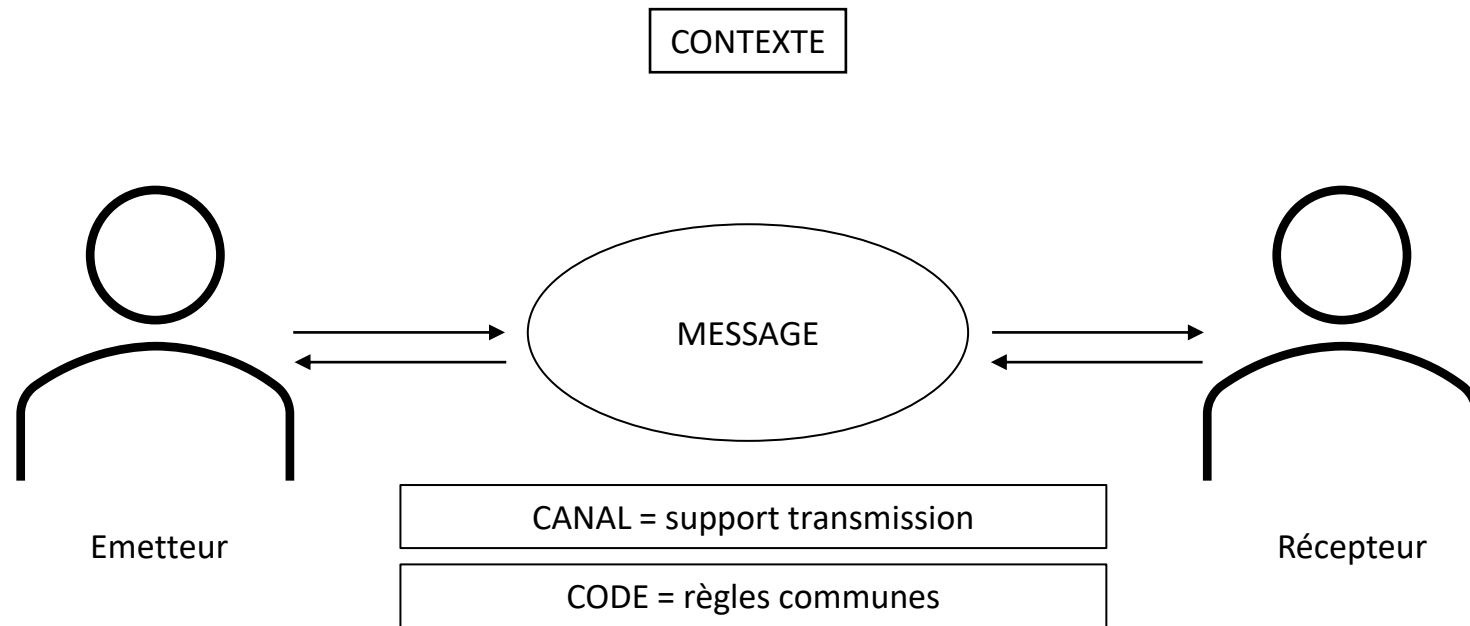 CONTEXTE
MESSAGE
CANAL = support transmission
Emetteur
Récepteur
CODE = règles communes